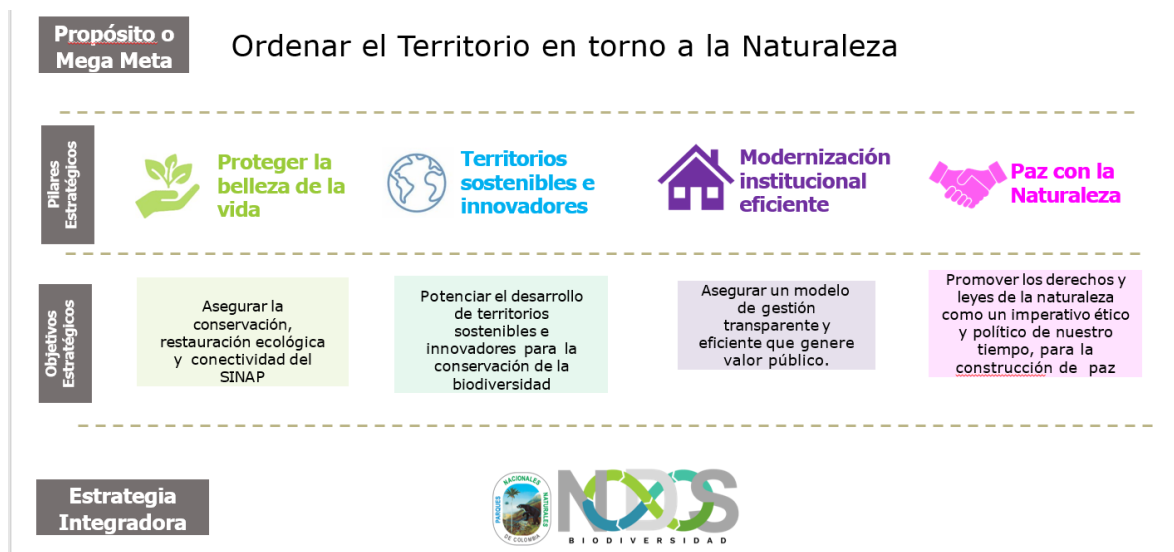 Propósito o
Mega Meta
Ordenar el Territorio en torno a la Naturaleza
Pilares
Estratégicos
Proteger la
belleza de la
vida
Territorios
sostenibles e
innovadores
Modernización
institucional
eficiente
Paz con la
Naturaleza
Objetivos
Estratégicos
Asegurar la
conservación,
restauración ecológica
y conectividad del
SINAP
Potenciar el desarrollo
de territorios
sostenibles e
innovadores para la
conservación de la
biodiversidad
Asegurar un modelo
de gestión
transparente y
eficiente que genere
valor público.
Promover los derechos y
leyes de la naturaleza
como un imperativo ético
y político de nuestro
tiempo, para la
construcción de paz
Estrategia
Integradora
PARQUES NACIONALES NATURALES
DE COLOMBIA
NODOS
BIODIVERSIDAD